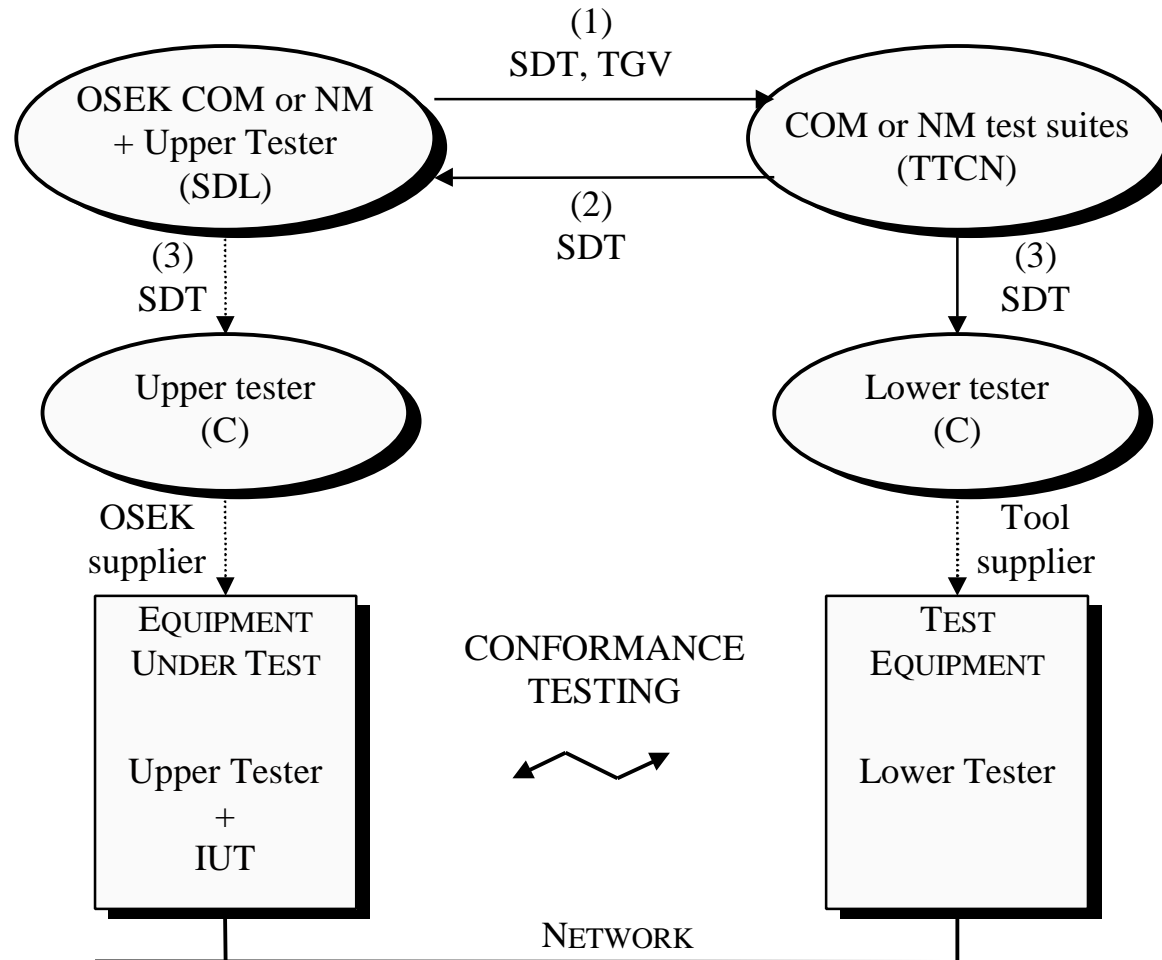 (1)
SDT, TGV
OSEK COM or NM
+ Upper Tester
(SDL)
COM or NM test suites
(TTCN)
(2)
SDT
(3)
SDT
(3)
SDT
Upper tester
(C)
Lower tester
(C)
OSEK
supplier
Tool
supplier
EQUIPMENT
UNDER TEST
Upper Tester
+
IUT
CONFORMANCE
TESTING
TEST
EQUIPMENT
Lower Tester
NETWORK